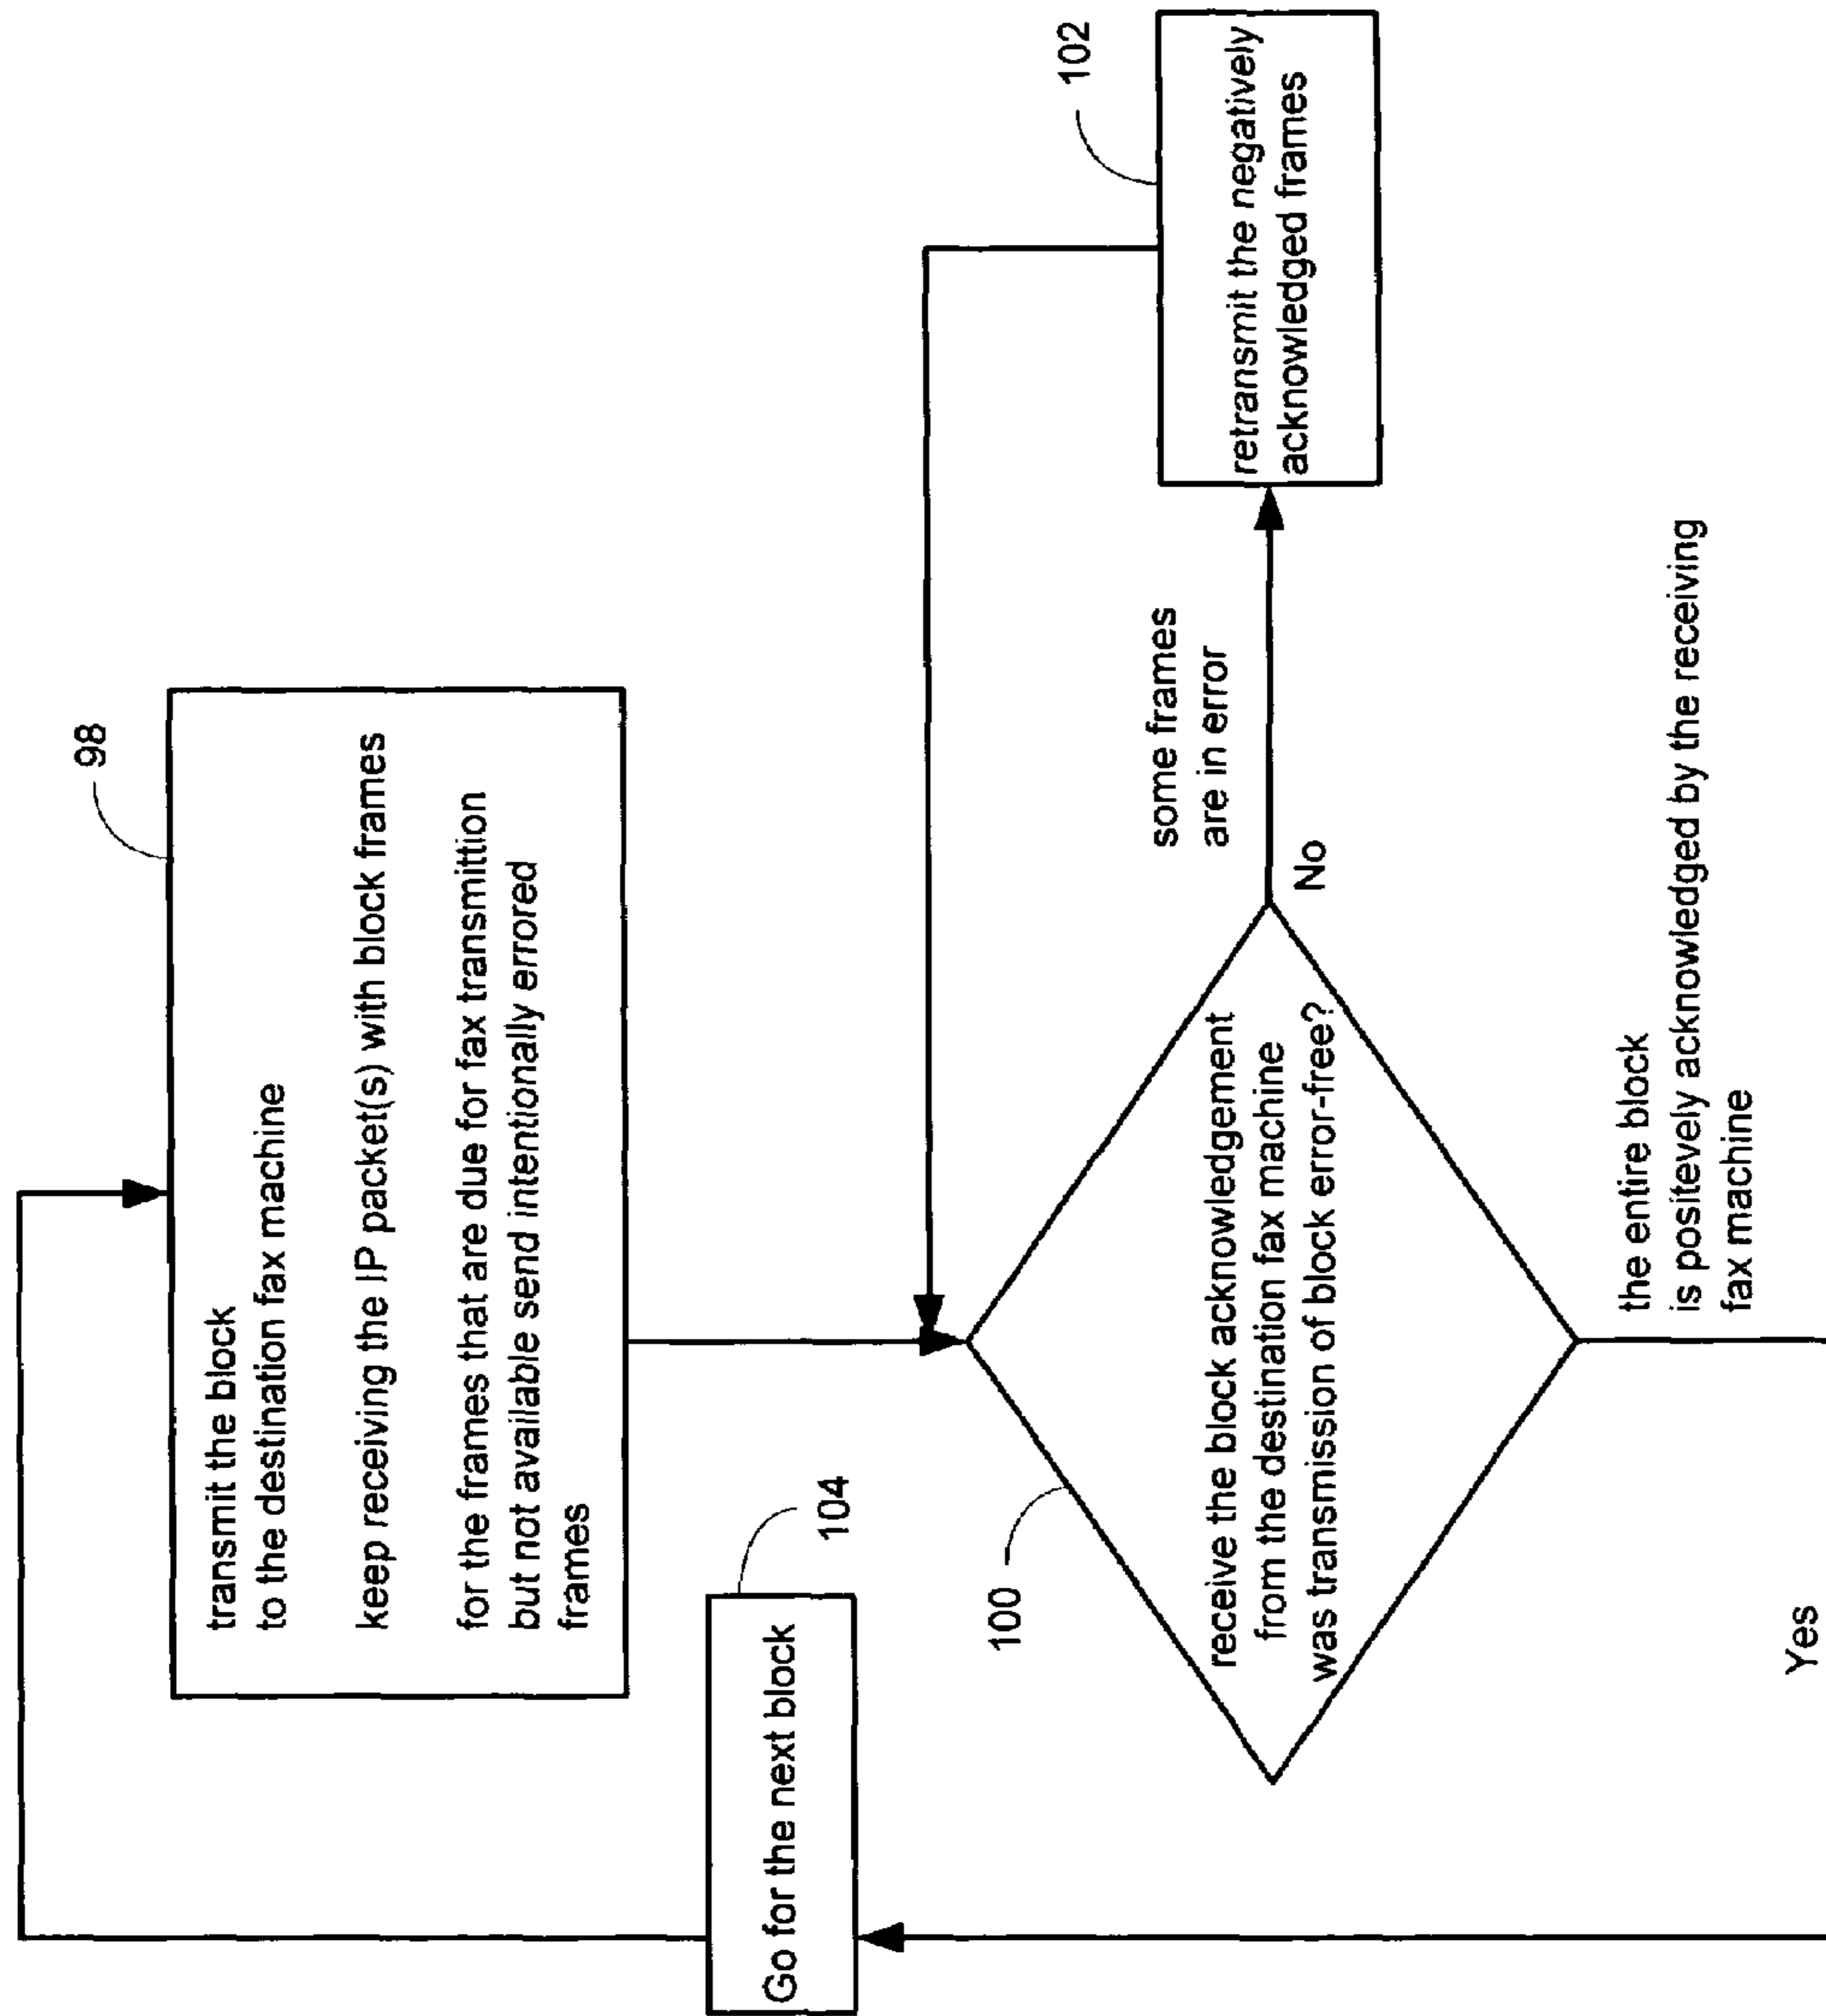 98
transmit the block
to the destination fax machine
keep receiving the IP packet(s) with block frames
for the frames that are due for fax transmittion
but not available send intentionally errored
frames
Go for the next block
104
100
receive the block acknowledgement
from the destination fax machine
was transmission of block error-free?
No
some frames
are in error
102
retransmit the negatively
acknowledged frames
the entire block
is positevely acknowledged by the receiving
fax machine
Yes